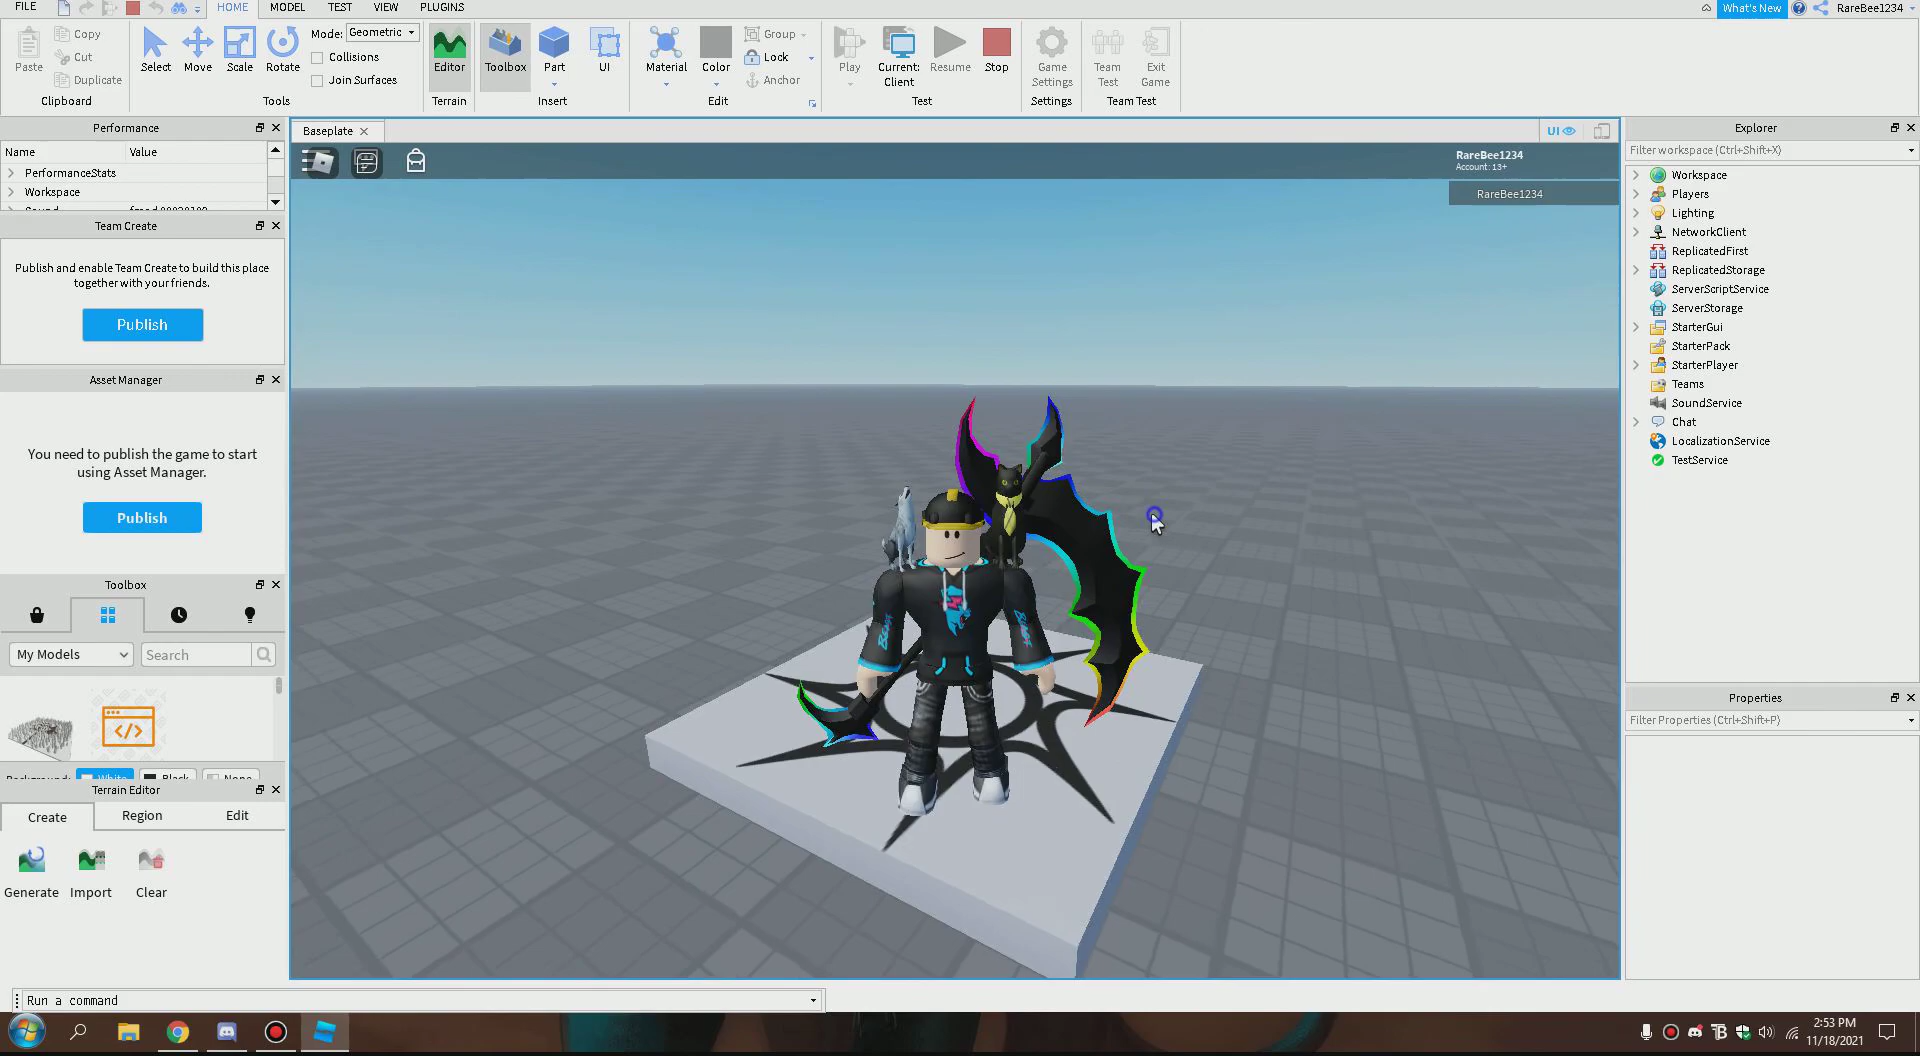 FILE HOME MODEL TEST VIEW PLUGINS What's New RareBee1234
Paste Copy Cut Duplicate Clipboard
Select Move Scale Rotate Mode: Geometric Collisions Join Surfaces Tools
Editor Terrain
Toolbox Part UI Insert
Material Color Group Lock Anchor Edit
Play Current: Client Resume Stop Test
Game Settings Settings
Team Test Exit Game Team Test
Performance
Name Value
PerformanceStats
Workspace
Team Create
Publish and enable Team Create to build this place
together with your friends.
Publish
Asset Manager
You need to publish the game to start
using Asset Manager.
Publish
Toolbox
My Models Search
Background: White Black None
Terrain Editor
Create Region Edit
Generate Import Clear
Run a command
Baseplate UI
RareBee1234
Account: 13+
RareBee1234
BEAST
BEAST
Explorer
Filter workspace (Ctrl+Shift+X)
Workspace
Players
Lighting
NetworkClient
ReplicatedFirst
ReplicatedStorage
ServerScriptService
ServerStorage
StarterGui
StarterPack
StarterPlayer
Teams
SoundService
Chat
LocalizationService
TestService
Properties
Filter Properties (Ctrl+Shift+P)
2:53 PM
11/18/2021